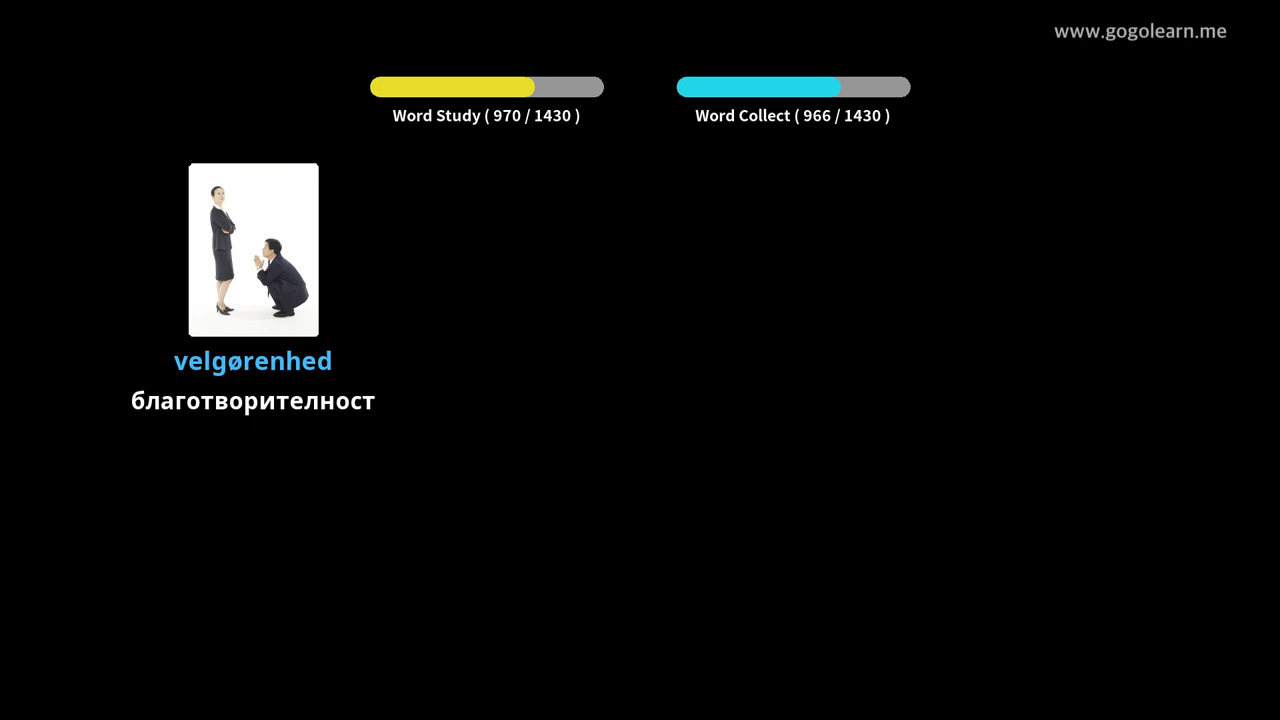 www.gogolearn.me
Word Study ( 970 / 1430 )
Word Collect ( 966 / 1430 )
velgørenhed
благотворителност